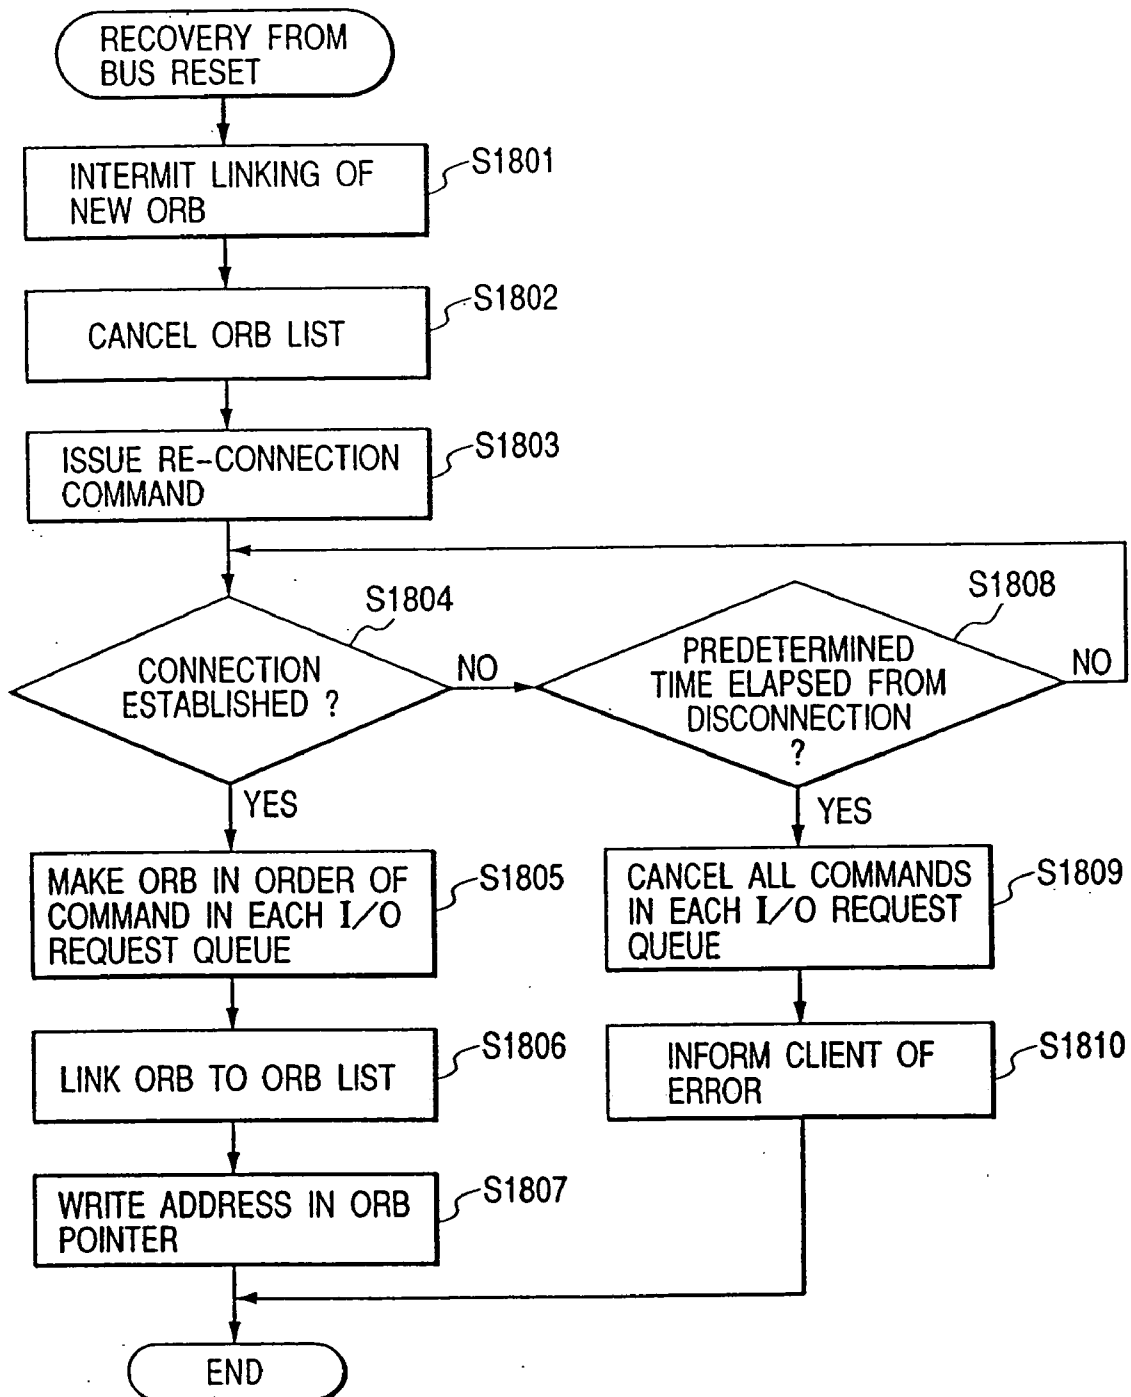 RECOVERY FROM
BUS RESET
INTERMIT LINKING OF
NEW ORB
S1801
CANCEL ORB LIST
S1802
ISSUE RE-CONNECTION
COMMAND
S1803
CONNECTION
ESTABLISHED ?
S1804
NO
YES
PREDETERMINED
TIME ELAPSED FROM
DISCONNECTION
?
S1808
NO
YES
MAKE ORB IN ORDER OF
COMMAND IN EACH I/O
REQUEST QUEUE
S1805
CANCEL ALL COMMANDS
IN EACH I/O REQUEST
QUEUE
S1809
LINK ORB TO ORB LIST
S1806
INFORM CLIENT OF
ERROR
S1810
WRITE ADDRESS IN ORB
POINTER
S1807
END